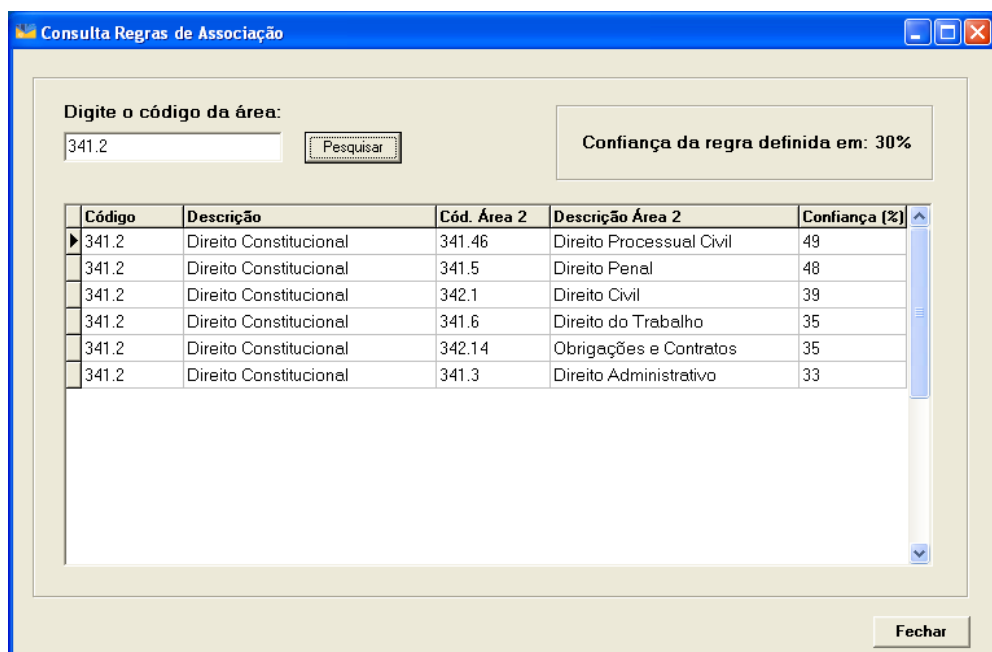 Consulta Regras de Associação
Digite o código da área:
341.2
Pesquisar
Confiança da regra definida em: 30%
Código Descrição Cód. Área 2 Descrição Área 2 Confiança (%)
341.2 Direito Constitucional 341.46 Direito Processual Civil 49
341.2 Direito Constitucional 341.5 Direito Penal 48
341.2 Direito Constitucional 342.1 Direito Civil 39
341.2 Direito Constitucional 341.6 Direito do Trabalho 35
341.2 Direito Constitucional 342.14 Obrigações e Contratos 35
341.2 Direito Constitucional 341.3 Direito Administrativo 33
Fechar